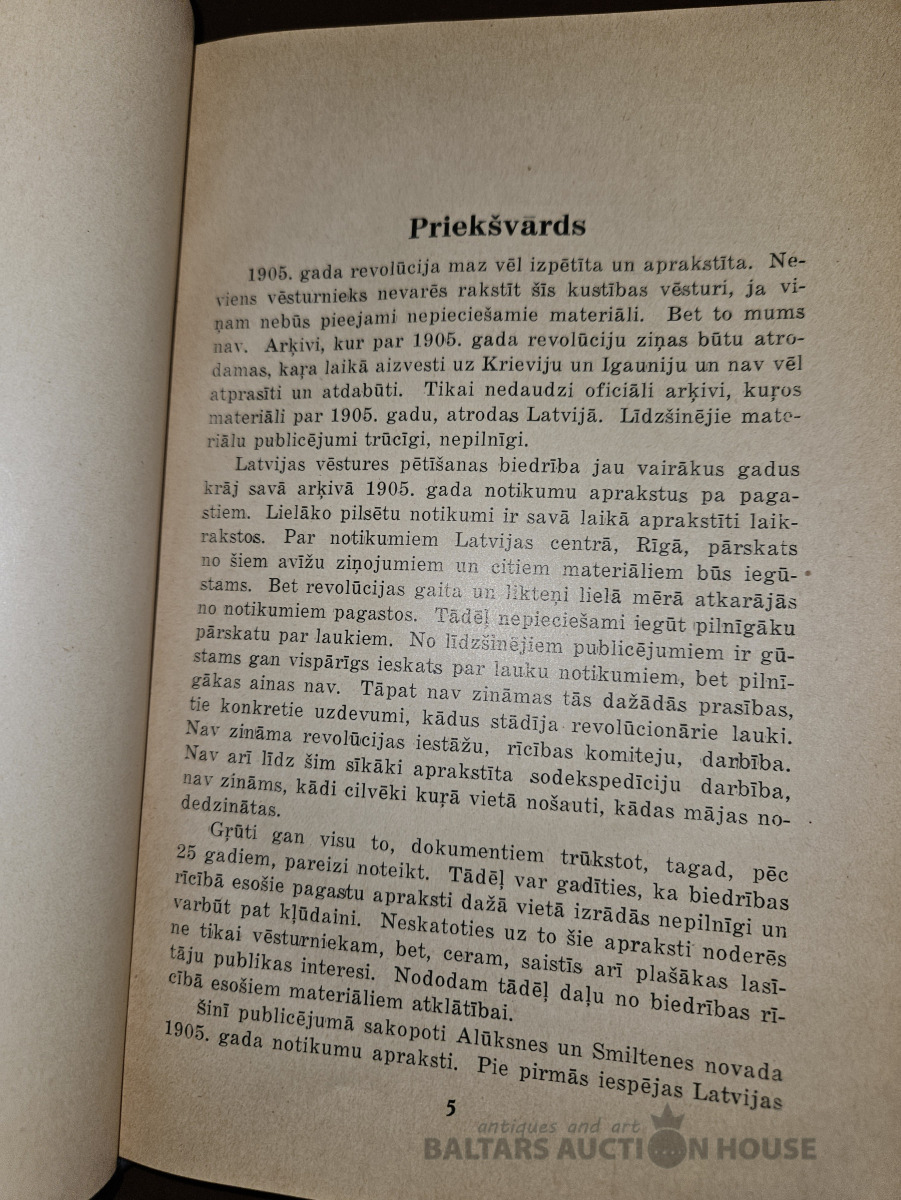 Priekšvārds
1905. gada revolūcija maz vēl izpētīta un aprakstīta. Ne-
viens vēsturnieks nevarēs rakstīt šīs kustības vēsturi, ja vi-
ņam nebūs pieejami nepieciešamie materiāli. Bet to mums
nav. Arķivi, kur par 1905. gada revolūciju ziņas būtu atro-
damas, kaŗa laikā aizvesti uz Krieviju un Igauniju un nav vēl
atprasīti un atdabūti. Tikai nedaudzi oficiāli arķivi, kuŗos
materiāli par 1905. gadu, atrodas Latvijā. Līdzšinējie mate-
riālu publicējumi trūcīgi, nepilnīgi.
Latvijas vēstures pētīšanas biedrība jau vairākus gadus
krāj savā arķivā 1905. gada notikumu aprakstus pa paga-
stiem. Lielāko pilsētu notikumi ir savā laikā aprakstīti laik-
rakstos. Par notikumiem Latvijas centrā, Rīgā, pārskats
no šiem avīžu ziņojumiem un citiem materiāliem būs iegū-
stams. Bet revolūcijas gaita un likteņi lielā mērā atkarājās
no notikumiem pagastos. Tādēļ nepieciešami iegūt pilnīgāku
pārskatu par laukiem. No līdzšinējiem publicējumiem ir gū-
stams gan vispārīgs ieskats par lauku notikumiem, bet pilnī-
gākas ainas nav. Tāpat nav zināmas tās dažādās prasības,
tie konkretie uzdevumi, kādus stādīja revolūcionārie lauki.
Nav zināma revolūcijas iestāžu, rīcības komiteju, darbība.
Nav arī līdz šim sīkāki aprakstīta sodekspedīciju darbība,
nav zināms, kādi cilvēki kuŗā vietā nošauti, kādas mājas no-
dedzinātas.
Gŗūti gan visu to, dokumentiem trūkstot, tagad, pēc
25 gadiem, pareizi noteikt. Tādēļ var gadīties, ka biedrības
rīcībā esošie pagastu apraksti dažā vietā izrādās nepilnīgi un
varbūt pat kļūdaini. Neskatoties uz to šie apraksti noderēs
ne tikai vēsturniekam, bet, ceram, saistīs arī plašākas lasī-
tāju publikas interesi. Nododam tādēļ daļu no biedrības rī-
cībā esošiem materiāliem atklātībai.
Šinī publicējumā sakopoti Alūksnes un Smiltenes novada
1905. gada notikumu apraksti. Pie pirmās iespējas Latvijas
5
antiques and art
BALTARS AUCTION HOUSE